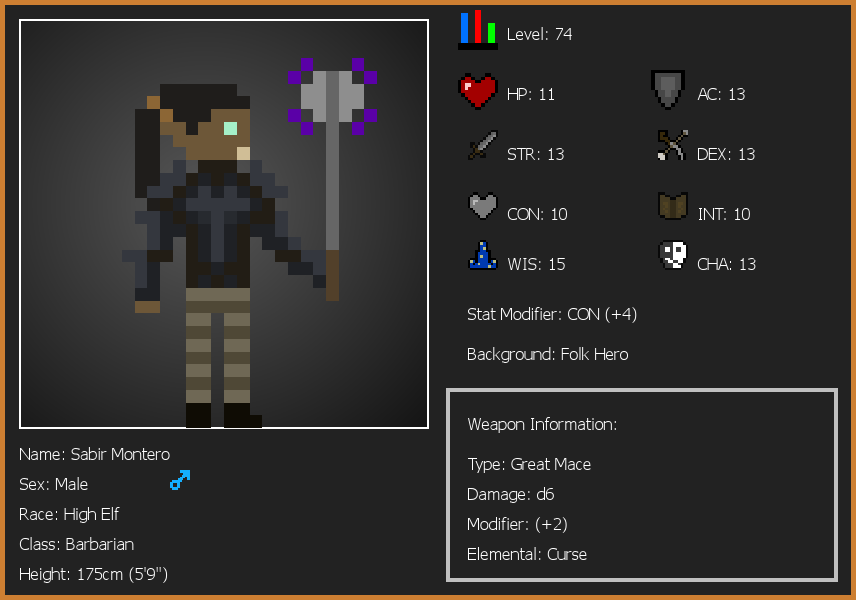 Level: 74
HP: 11
AC: 13
STR: 13
DEX: 13
CON: 10
INT: 10
WIS: 15
CHA: 13
Stat Modifier: CON (+4)
Background: Folk Hero
Weapon Information:
Type: Great Mace
Damage: d6
Modifier: (+2)
Elemental: Curse
Name: Sabir Montero
Sex: Male
Race: High Elf
Class: Barbarian
Height: 175cm (5'9")